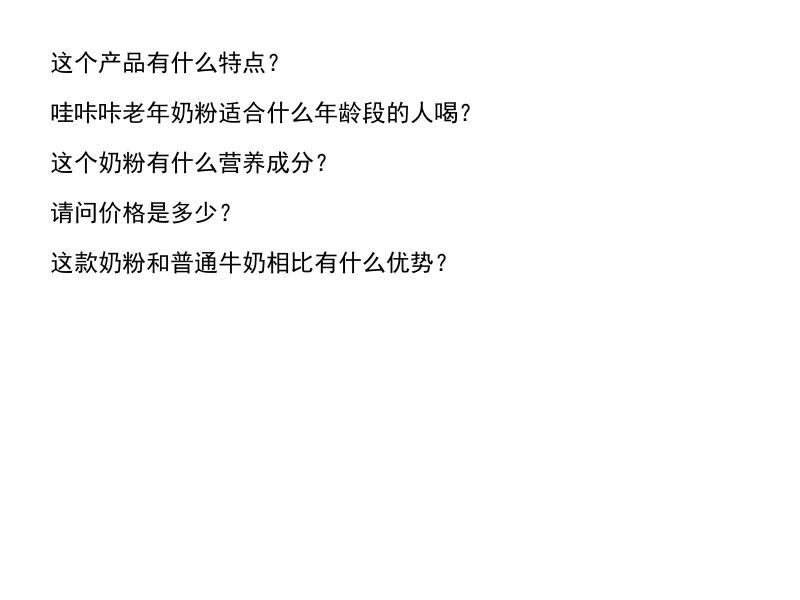 这个产品有什么特点？
哇咔咔老年奶粉适合什么年龄段的人喝？
这个奶粉有什么营养成分？
请问价格是多少？
这款奶粉和普通牛奶相比有什么优势？